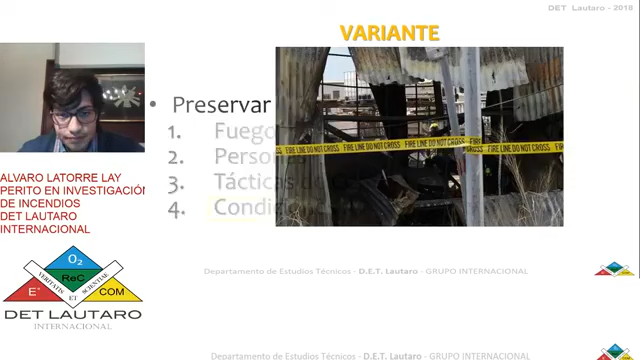 DET Lautaro - 2018
VARIANTE
• Preservar
1. Fuego
2.
3. Tácticas
4.
FIRE LINE DO NOT CROSS FIRE LINE DO NOT CROSS FIRE LINE DO NOT CROSS
ALVARO LATORRE LAY
PERITO EN INVESTIGACIÓN
DE INCENDIOS
DET LAUTARO
INTERNACIONAL
O2
ReC
E+
COM
VERITATIS ET SCIENTIAE
DET LAUTARO
INTERNACIONAL
Departamento de Estudios Técnicos - D.E.T. Lautaro - GRUPO INTERNACIONAL
Departamento de Estudios Técnicos - D.E.T. Lautaro - GRUPO INTERNACIONAL